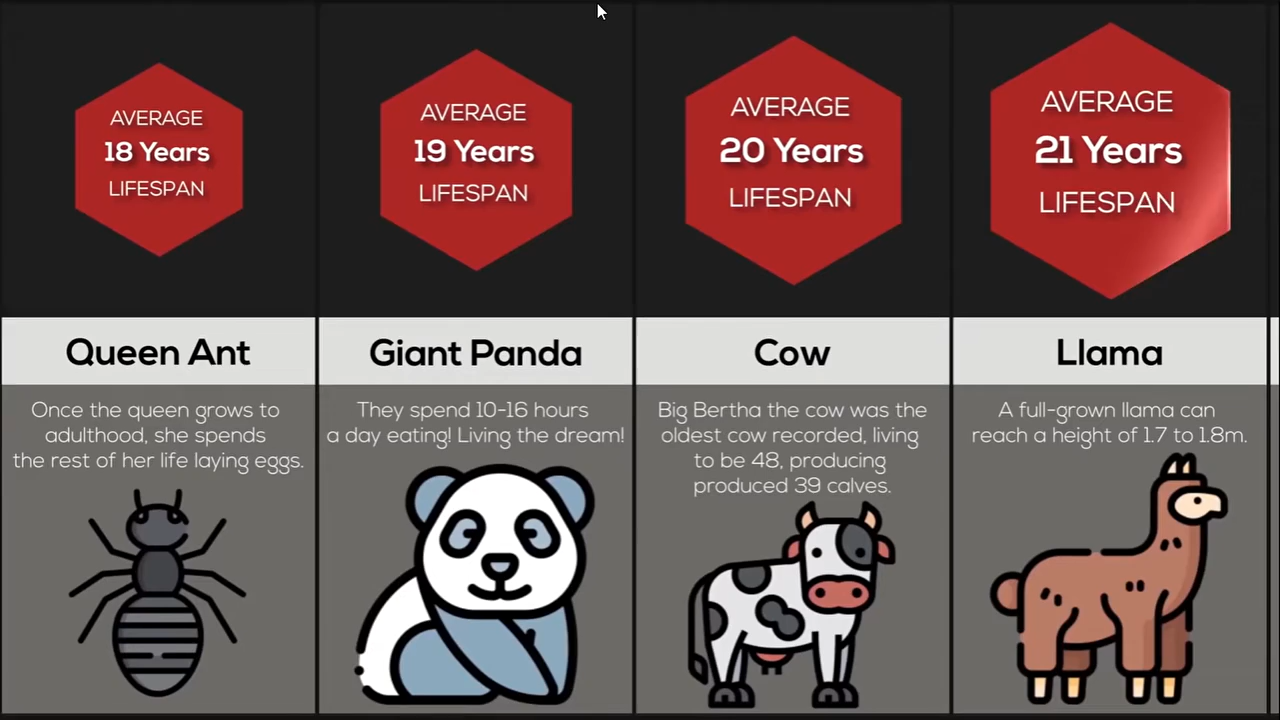 AVERAGE
18 Years
LIFESPAN
Queen Ant
Once the queen grows to
adulthood, she spends
the rest of her life laying eggs.
AVERAGE
19 Years
LIFESPAN
Giant Panda
They spend 10-16 hours
a day eating! Living the dream!
AVERAGE
20 Years
LIFESPAN
Cow
Big Bertha the cow was the
oldest cow recorded, living
to be 48, producing
produced 39 calves.
AVERAGE
21 Years
LIFESPAN
Llama
A full-grown llama can
reach a height of 1.7 to 1.8m.